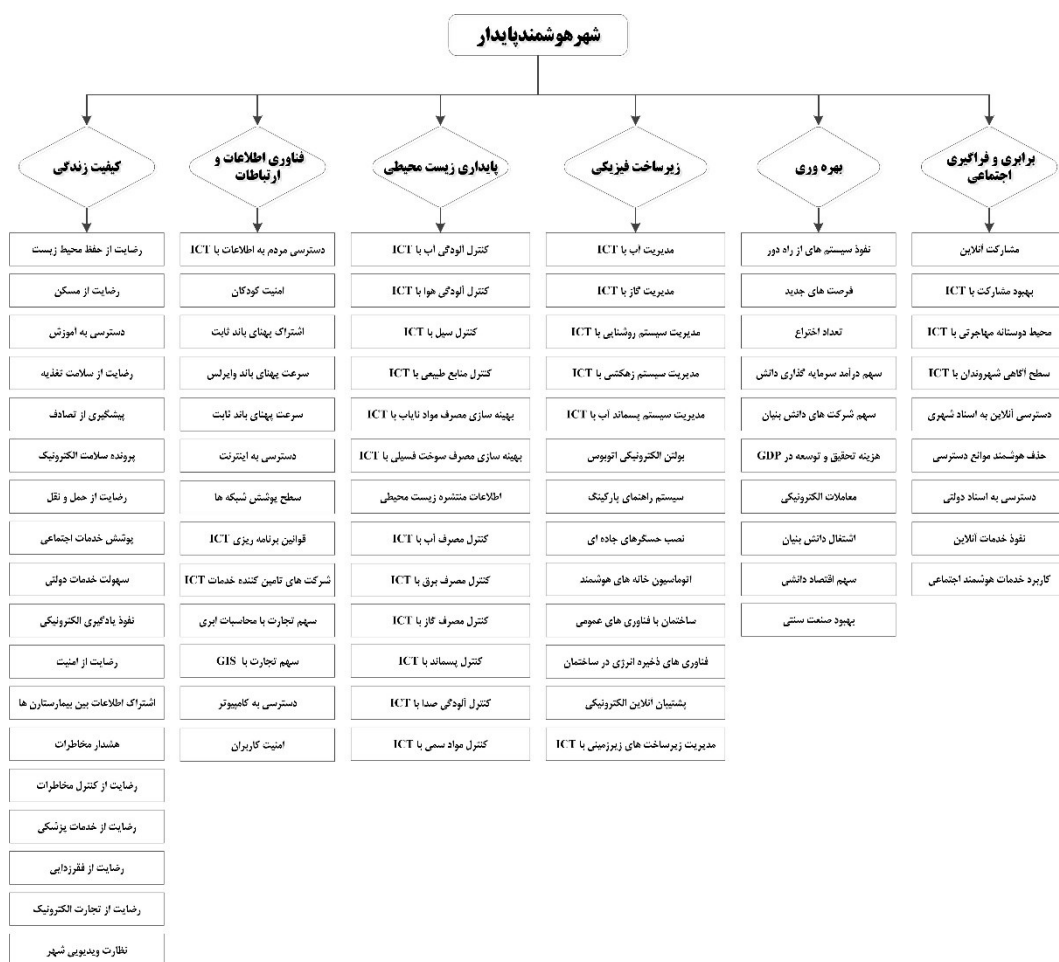 شهر هوشمند پایدار
برابری و فراگیری
اجتماعی
مشارکت آنلاین
بهبود مشارکت با ICT
محیط دوستانه مهاجرتی با ICT
سطح آگاهی شهروندان با ICT
دسترسی آنلاین به اسناد شهری
حذف هوشمند موانع دسترسی
دسترسی به اسناد دولتی
نفوذ خدمات آنلاین
کاربرد خدمات هوشمند اجتماعی
بهره وری
نفوذ سیستم های از راه دور
فرصت های جدید
تعداد اختراع
سهم درآمد سرمایه گذاری دانش
سهم شرکت های دانش بنیان
هزینه تحقیق و توسعه در GDP
معاملات الکترونیکی
اشتغال دانش بنیان
سهم اقتصاد دانشی
بهبود صنعت سنتی
زیرساخت فیزیکی
مدیریت آب با ICT
مدیریت گاز با ICT
مدیریت سیستم روشنایی با ICT
مدیریت سیستم زهکشی با ICT
مدیریت سیستم پسماند آب با ICT
بولتن الکترونیکی اتوبوس
سیستم راهنمای پارکینگ
نصب حسگرهای جاده ای
اتوماسیون خانه های هوشمند
ساختمان با فناوری های عمومی
فناوری های ذخیره انرژی در ساختمان
پشتیبان آنلاین الکترونیکی
مدیریت زیرساخت های زیرزمینی با ICT
پایداری زیست محیطی
کنترل آلودگی آب با ICT
کنترل آلودگی هوا با ICT
کنترل سیل با ICT
کنترل منابع طبیعی با ICT
بهینه سازی مصرف مواد نایاب با ICT
بهینه سازی مصرف سوخت فسیلی با ICT
اطلاعات منتشره زیست محیطی
کنترل مصرف آب با ICT
کنترل مصرف برق با ICT
کنترل مصرف گاز با ICT
کنترل پسماند با ICT
کنترل آلودگی صدا با ICT
کنترل مواد سمی با ICT
فناوری اطلاعات و
ارتباطات
دسترسی مردم به اطلاعات با ICT
امنیت کودکان
اشتراک پهنای باند ثابت
سرعت پهنای باند وایرلس
سرعت پهنای باند ثابت
دسترسی به اینترنت
سطح پوشش شبکه ها
قوانین برنامه ریزی ICT
شرکت های تامین کننده خدمات ICT
سهم تجارت با محاسبات ابری
سهم تجارت با GIS
دسترسی به کامپیوتر
امنیت کاربران
کیفیت زندگی
رضایت از حفظ محیط زیست
رضایت از مسکن
دسترسی به آموزش
رضایت از سلامت تغذیه
پیشگیری از تصادف
پرونده سلامت الکترونیک
رضایت از حمل و نقل
پوشش خدمات اجتماعی
سهولت خدمات دولتی
نفوذ یادگیری الکترونیکی
رضایت از امنیت
اشتراک اطلاعات بین بیمارستارن ها
هشدار مخاطرات
رضایت از کنترل مخاطرات
رضایت از خدمات پزشکی
رضایت از فقرزدایی
رضایت از تجارت الکترونیک
نظارت ویدیویی شهر